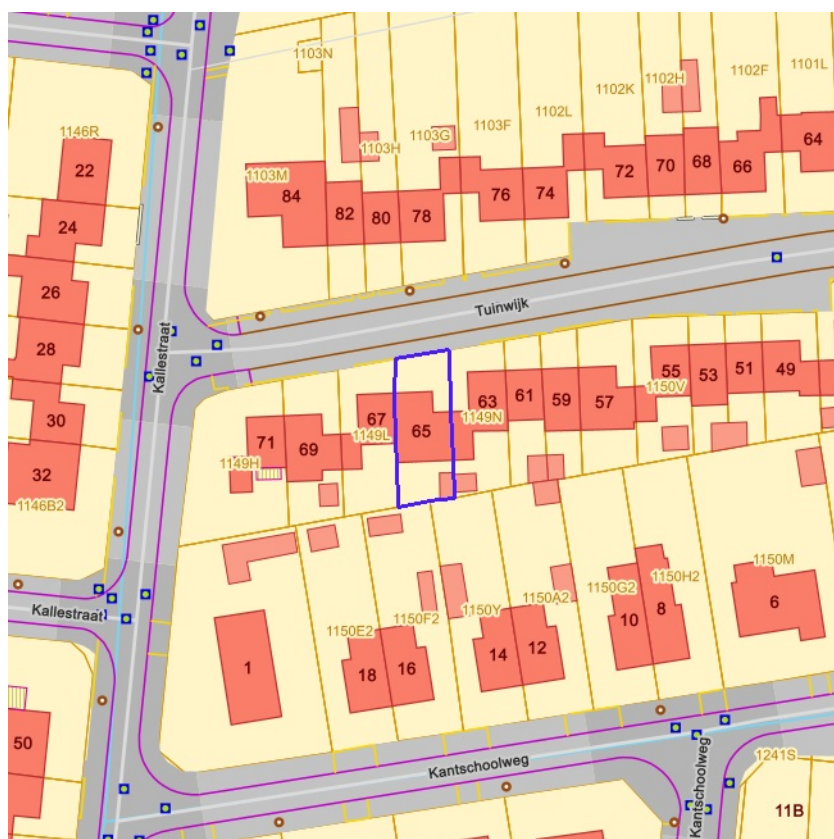 1103N
1102H
1102F
1101L
1102K
1102L
1103F
1103G
1103H
1146R
1103M
22
84
82
80
78
76
74
72
70
68
66
64
24
26
28
30
32
1146B2
Kallestraat
Tuinwijk
71
69
67
65
63
61
59
57
55
53
51
49
1149H
1149L
1149N
1150V
Kallestraat
1
1150E2
1150F2
1150Y
1150A2
1150G2
1150H2
1150M
18
16
14
12
10
8
6
50
Kantschoolweg
Kantschoolweg
1241S
11B